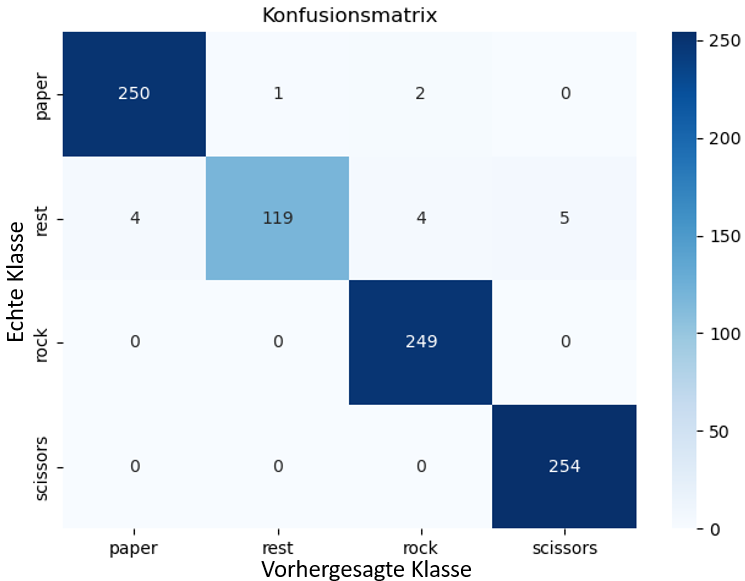 Konfusionsmatrix
Echte Klasse
paper 250 1 2 0
rest 4 119 4 5
rock 0 0 249 0
scissors 0 0 0 254
paper rest rock scissors
Vorhergesagte Klasse
250
200
150
100
50
0